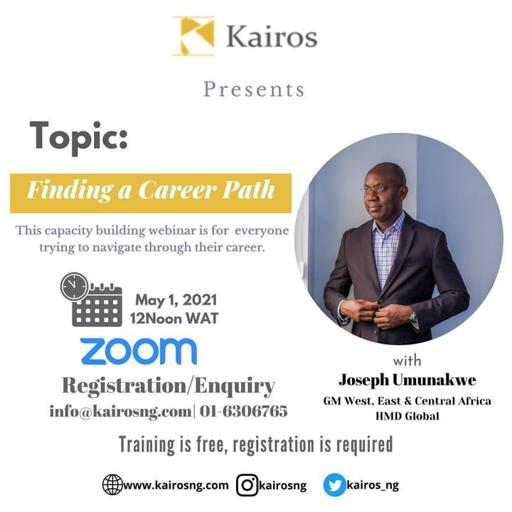 Kairos
Presents
Topic:
Finding a Career Path
This capacity building webinar is for everyone
trying to navigate through their career.
May 1, 2021
12Noon WAT
zoom
Registration/Enquiry
info@kairosng.com| 01-6306765
with
Joseph Umunakwe
GM West, East & Central Africa
HMD Global
Training is free, registration is required
www.kairosng.com kairosng kairos_ng